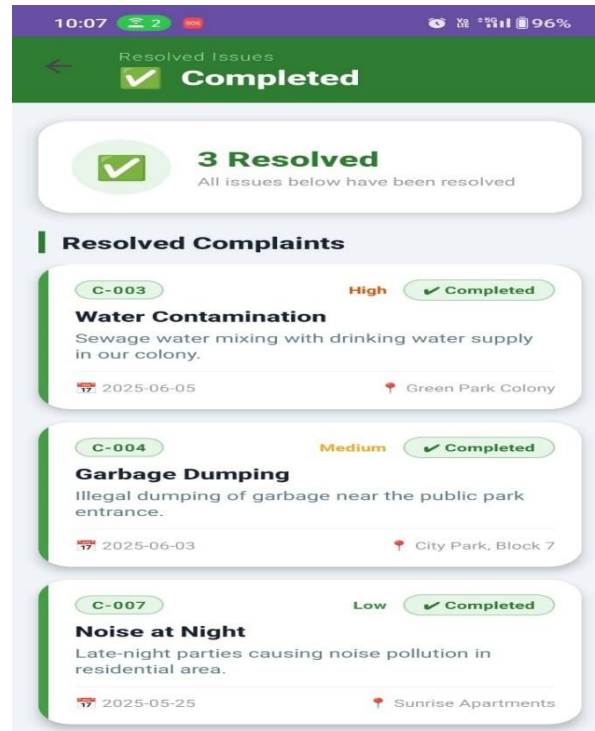 10:07 2 SOS 96%
Resolved Issues
✅ Completed
3 Resolved
All issues below have been resolved
Resolved Complaints
C-003 High ✔ Completed
Water Contamination
Sewage water mixing with drinking water supply
in our colony.
2025-06-05 Green Park Colony
C-004 Medium ✔ Completed
Garbage Dumping
Illegal dumping of garbage near the public park
entrance.
2025-06-03 City Park, Block 7
C-007 Low ✔ Completed
Noise at Night
Late-night parties causing noise pollution in
residential area.
2025-05-25 Sunrise Apartments